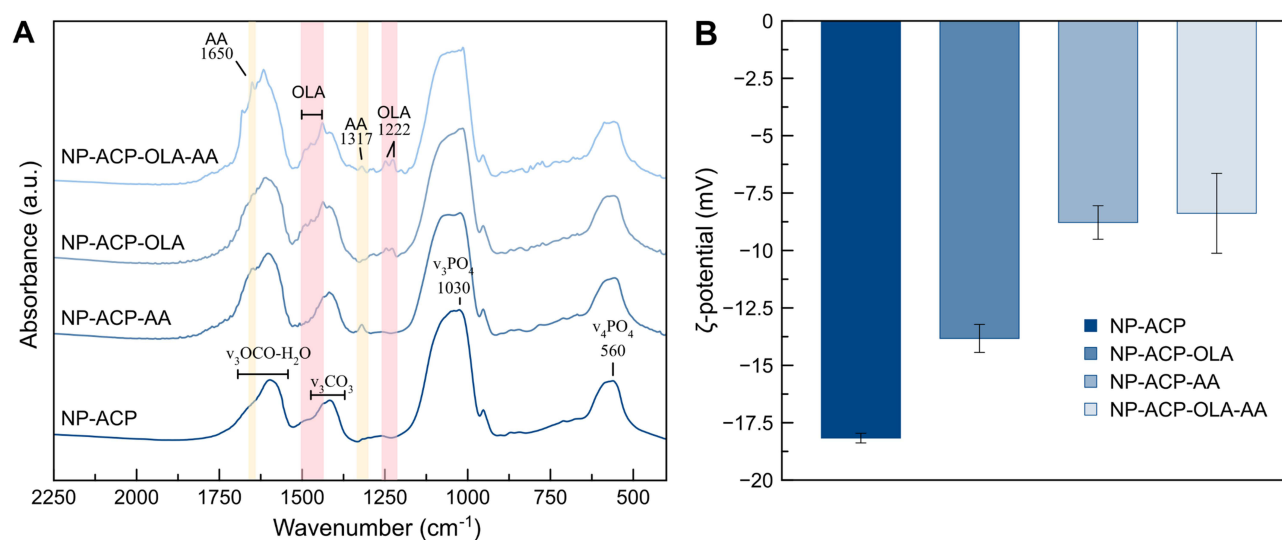 A
AA
1650
OLA
AA
1317
OLA
1222
NP-ACP-OLA-AA
NP-ACP-OLA
NP-ACP-AA
NP-ACP
v₃OCO-H₂O
v₃CO₃
v₃PO₄
1030
v₄PO₄
560
Absorbance (a.u.)
2250 2000 1750 1500 1250 1000 750 500
Wavenumber (cm⁻¹)
B
0
−2.5
−5
−7.5
−10
−12.5
−15
−17.5
−20
ζ-potential (mV)
NP-ACP
NP-ACP-OLA
NP-ACP-AA
NP-ACP-OLA-AA